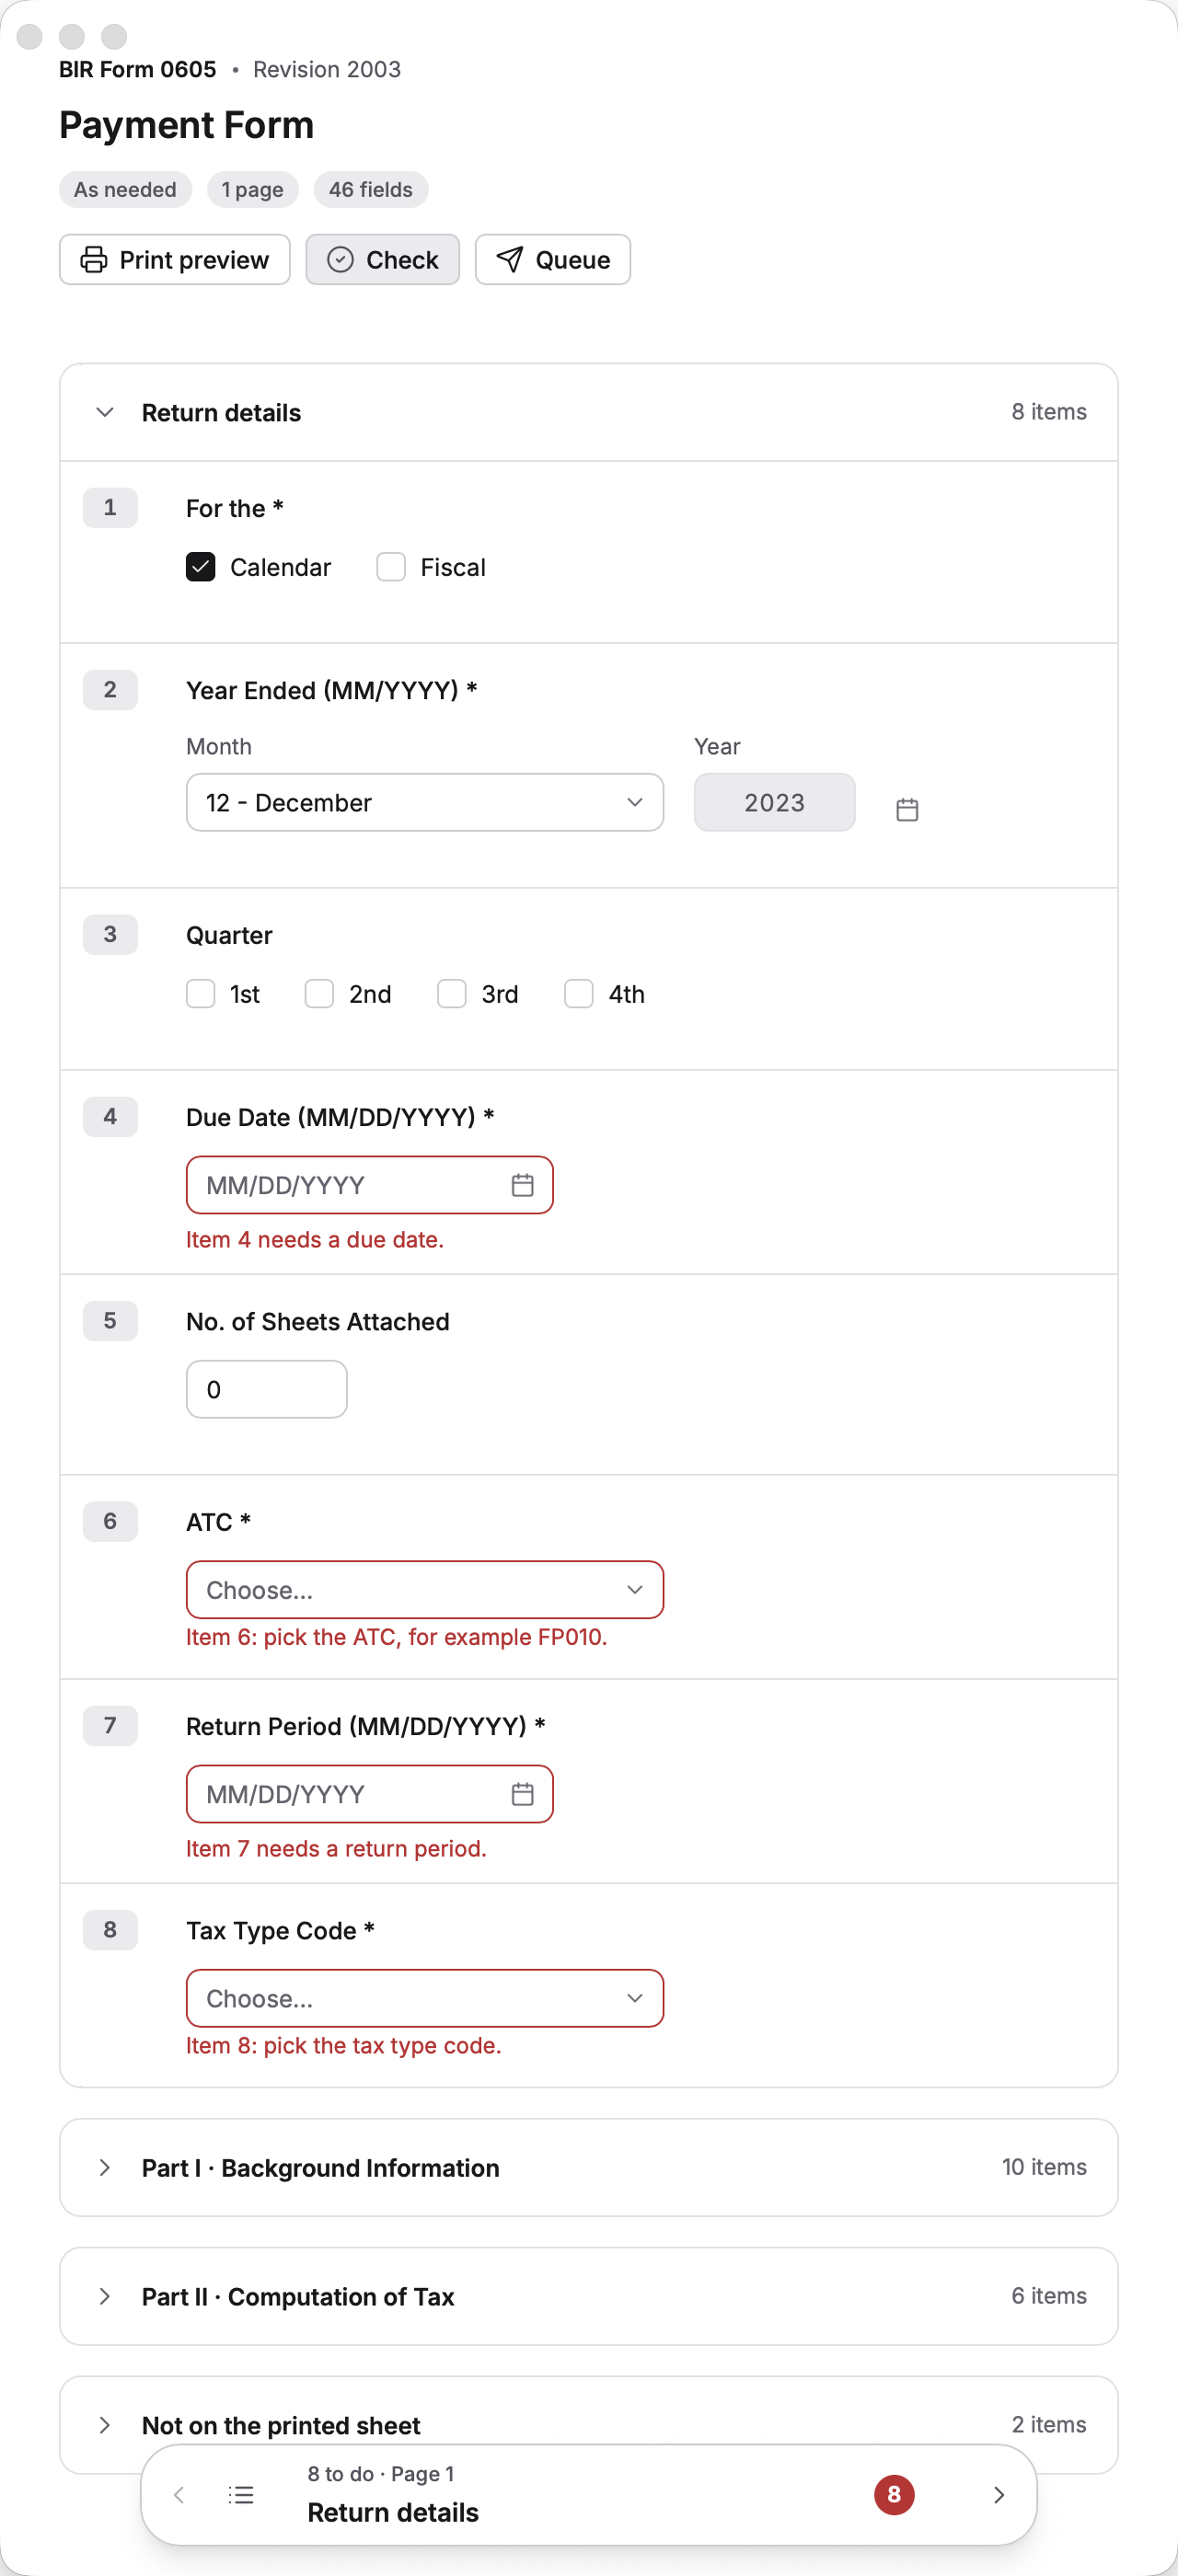 BIR Form 0605 • Revision 2003
Payment Form
As needed 1 page 46 fields
Print preview Check Queue
Return details 8 items
1 For the *
Calendar Fiscal
2 Year Ended (MM/YYYY) *
Month Year
12 - December 2023
3 Quarter
1st 2nd 3rd 4th
4 Due Date (MM/DD/YYYY) *
MM/DD/YYYY
Item 4 needs a due date.
5 No. of Sheets Attached
0
6 ATC *
Choose...
Item 6: pick the ATC, for example FP010.
7 Return Period (MM/DD/YYYY) *
MM/DD/YYYY
Item 7 needs a return period.
8 Tax Type Code *
Choose...
Item 8: pick the tax type code.
Part I · Background Information 10 items
Part II · Computation of Tax 6 items
Not on the printed sheet 2 items
8 to do · Page 1
Return details 8